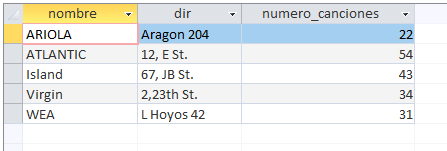 nombre dir numero_canciones
ARIOLA Aragon 204 22
ATLANTIC 12, E St. 54
Island 67, JB St. 43
Virgin 2,23th St. 34
WEA L Hoyos 42 31